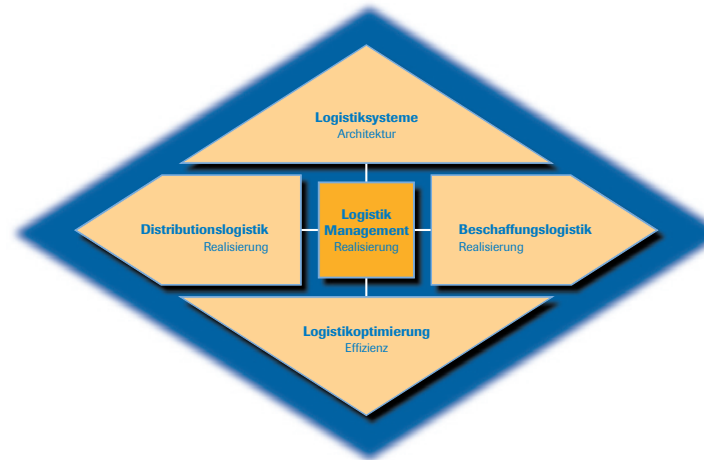 Logistiksysteme
Architektur
Distributionslogistik
Realisierung
Logistik
Management
Realisierung
Beschaffungslogistik
Realisierung
Logistikoptimierung
Effizienz